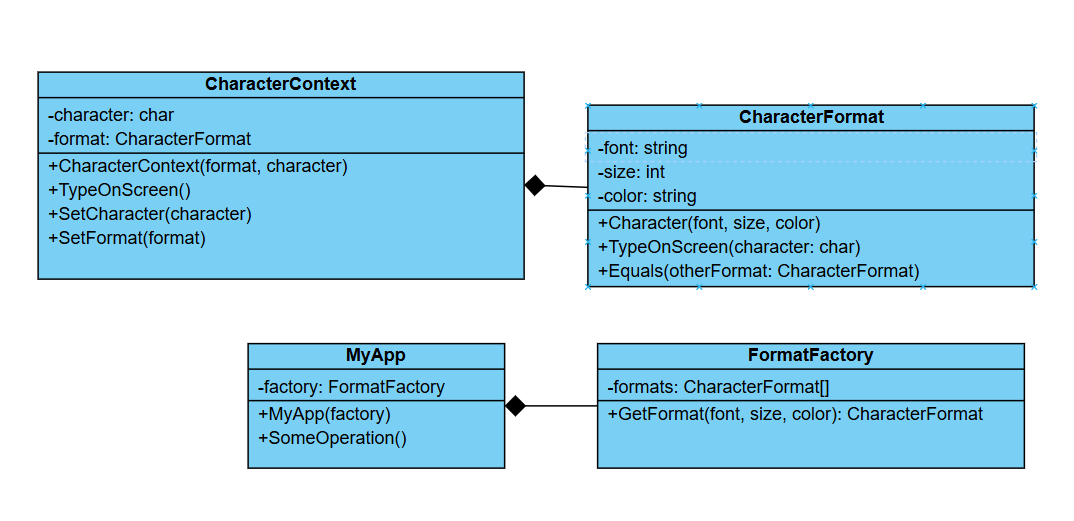 CharacterContext
-character: char
-format: CharacterFormat
+CharacterContext(format, character)
+TypeOnScreen()
+SetCharacter(character)
+SetFormat(format)
CharacterFormat
-font: string
-size: int
-color: string
+Character(font, size, color)
+TypeOnScreen(character: char)
+Equals(otherFormat: CharacterFormat)
MyApp
-factory: FormatFactory
+MyApp(factory)
+SomeOperation()
FormatFactory
-formats: CharacterFormat[]
+GetFormat(font, size, color): CharacterFormat